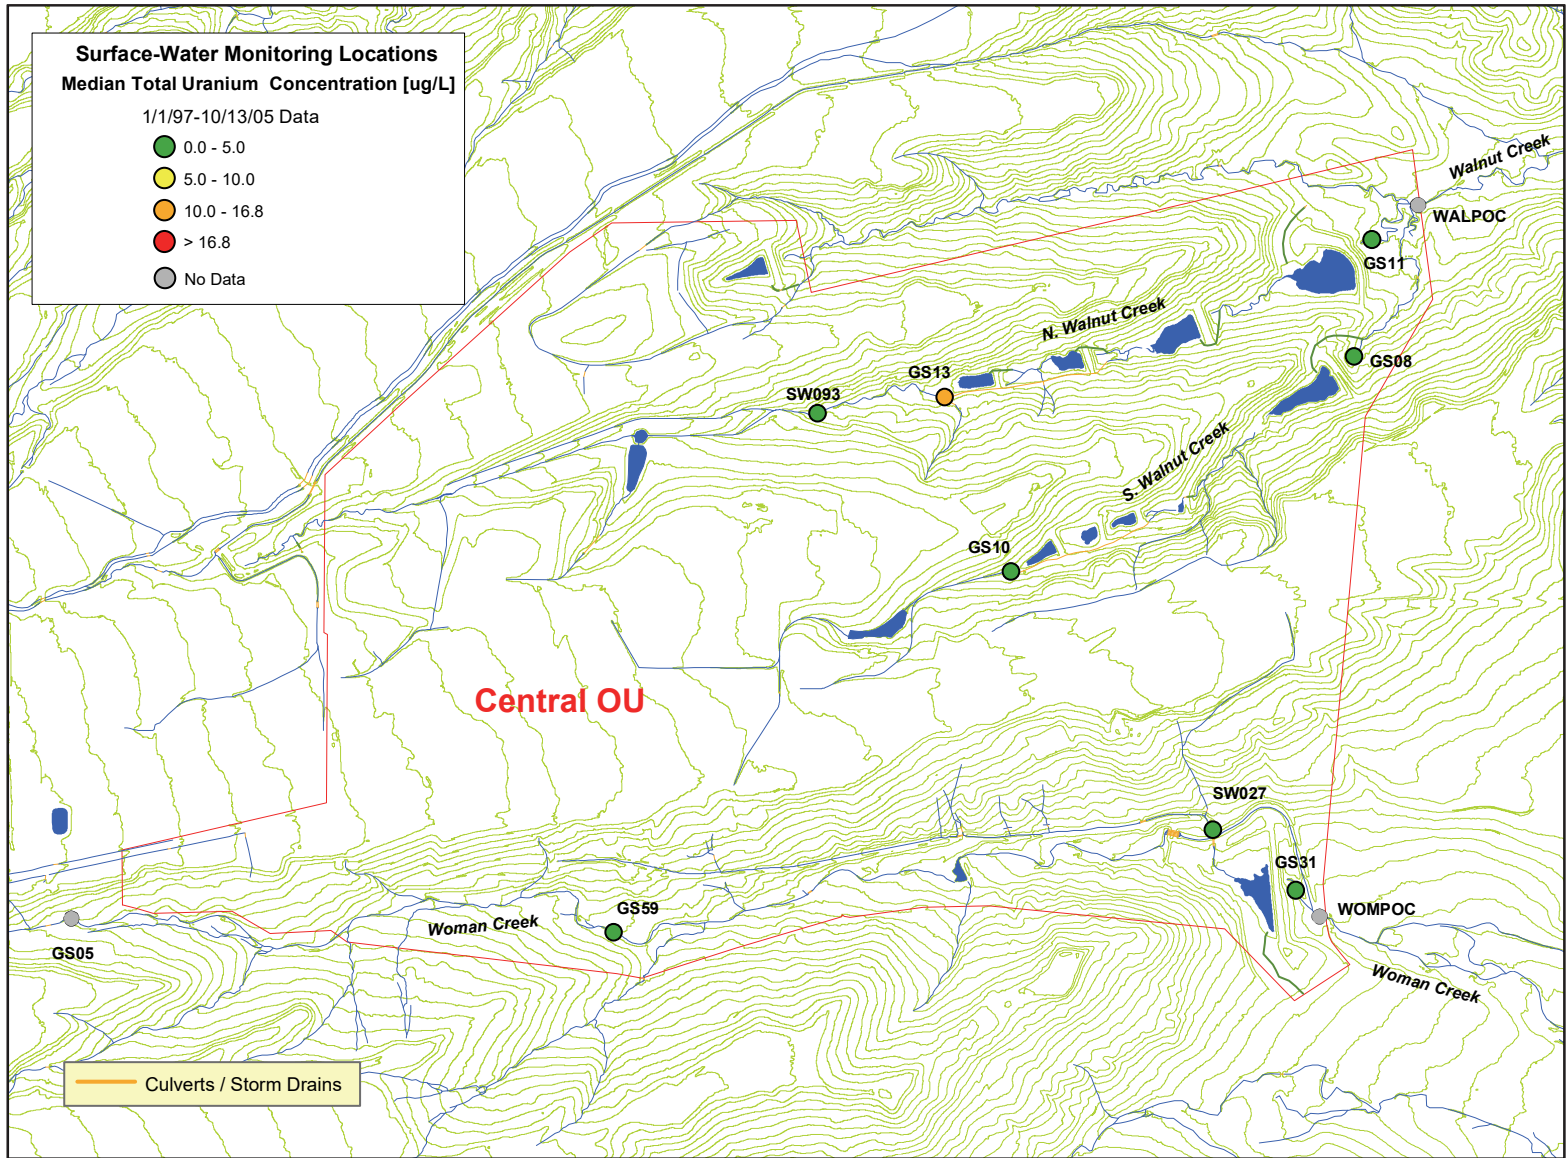 Surface-Water Monitoring Locations
Median Total Uranium Concentration [ug/L]
1/1/97-10/13/05 Data
0.0 - 5.0
5.0 - 10.0
10.0 - 16.8
> 16.8
No Data
Walnut Creek
WALPOC
GS11
N. Walnut Creek
GS08
GS13
SW093
S. Walnut Creek
GS10
Central OU
SW027
GS31
WOMPOC
GS59
Woman Creek
GS05
Woman Creek
Culverts / Storm Drains